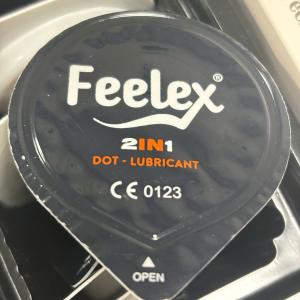 Feelex®
2IN1
DOT - LUBRICANT
CE 0123
OPEN